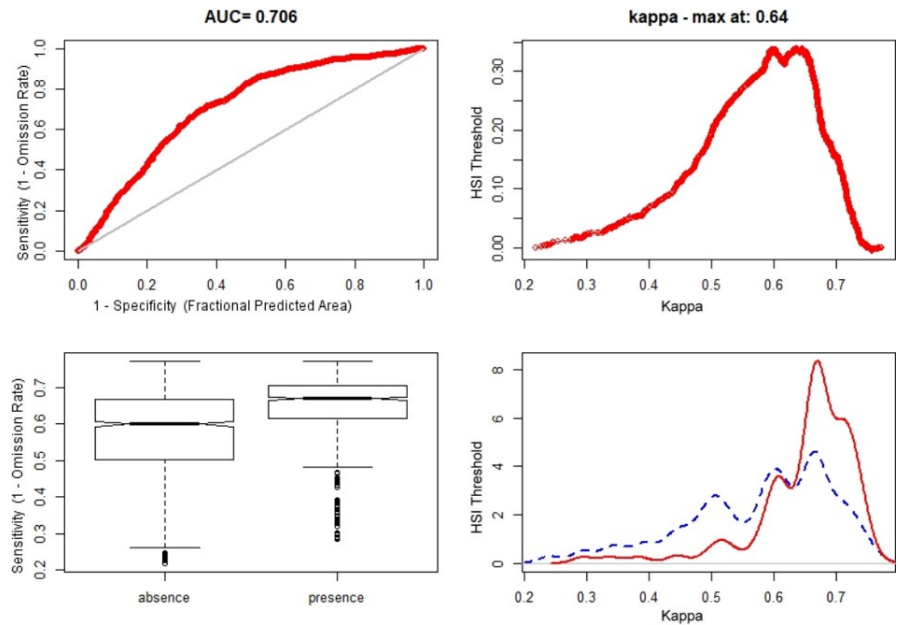 AUC= 0.706
Sensitivity (1 - Omission Rate)
0.0 0.2 0.4 0.6 0.8 1.0
0.0 0.2 0.4 0.6 0.8 1.0
1 - Specificity (Fractional Predicted Area)
kappa - max at: 0.64
HSI Threshold
0.00 0.10 0.20 0.30
0.2 0.3 0.4 0.5 0.6 0.7
Kappa
Sensitivity (1 - Omission Rate)
0.2 0.3 0.4 0.5 0.6 0.7
absence presence
HSI Threshold
0 2 4 6 8
0.2 0.3 0.4 0.5 0.6 0.7
Kappa